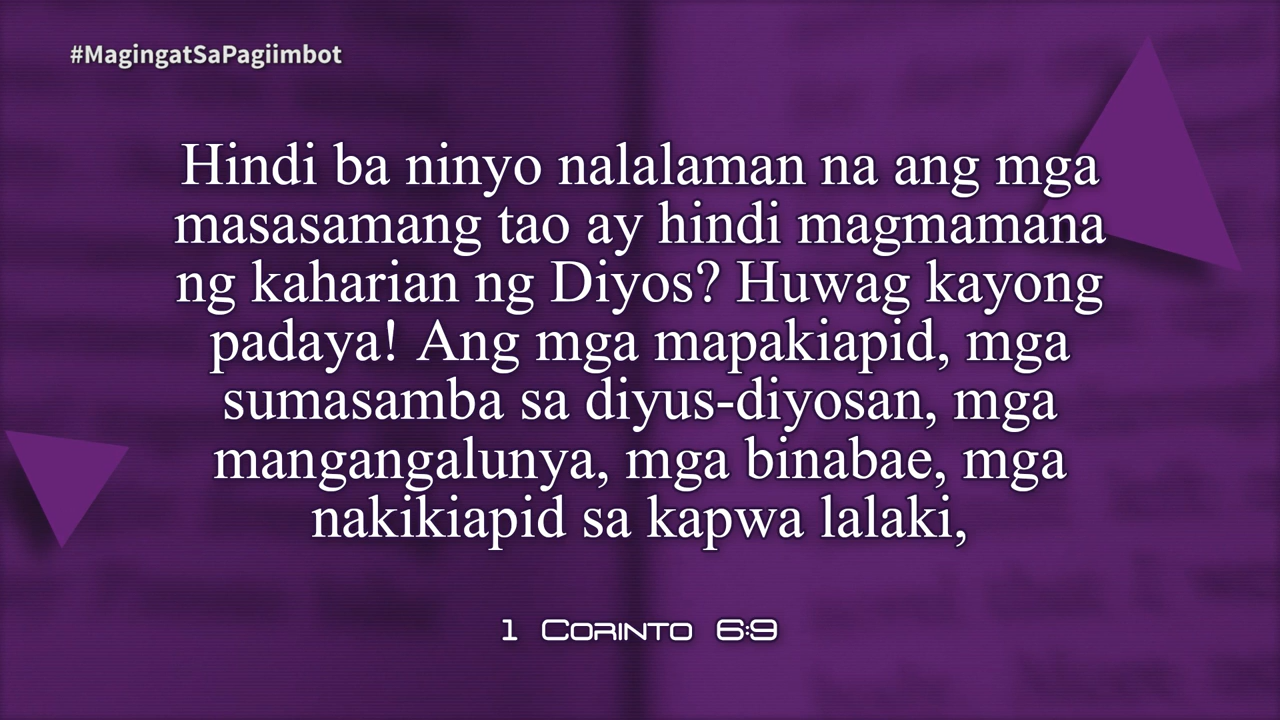 #MagingatSaPagiimbot
Hindi ba ninyo nalalaman na ang mga
masasamang tao ay hindi magmamana
ng kaharian ng Diyos? Huwag kayong
padaya! Ang mga mapakiapid, mga
sumasamba sa diyus-diyosan, mga
mangangalunya, mga binabae, mga
nakikiapid sa kapwa lalaki,
1 Corinto 6:9